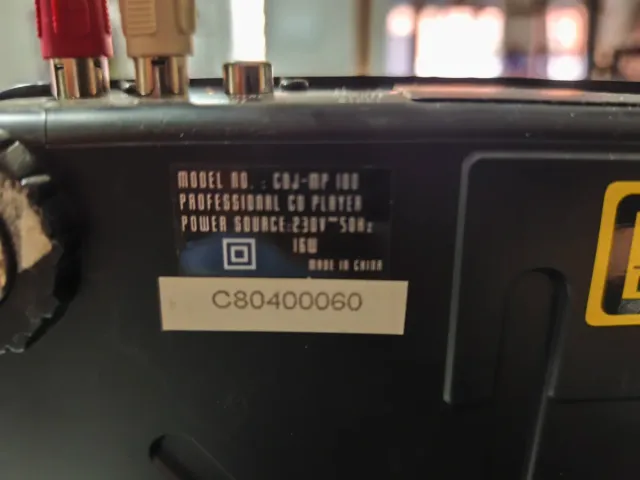 MODEL NO. : CDJ-MP 100
PROFESSIONAL CD PLAYER
POWER SOURCE:230V~50Hz
16W
MADE IN CHINA
C80400060